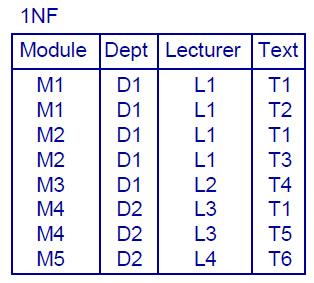 1NF
Module Dept Lecturer Text
M1 D1 L1 T1
M1 D1 L1 T2
M2 D1 L1 T1
M2 D1 L1 T3
M3 D1 L2 T4
M4 D2 L3 T1
M4 D2 L3 T5
M5 D2 L4 T6